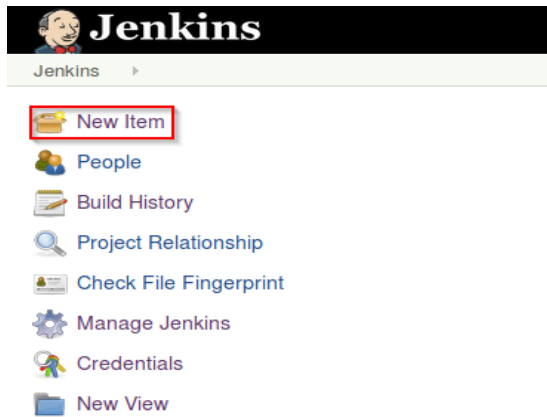 Jenkins
Jenkins
New Item
People
Build History
Project Relationship
Check File Fingerprint
Manage Jenkins
Credentials
New View